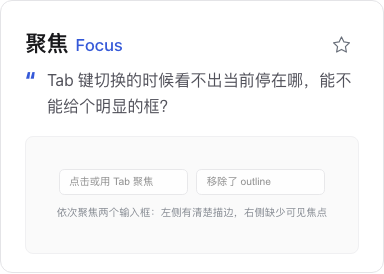 聚焦 Focus
“ Tab 键切换的时候看不出当前停在哪，能不
能给个明显的框？
点击或用 Tab 聚焦 移除了 outline
依次聚焦两个输入框：左侧有清楚描边，右侧缺少可见焦点